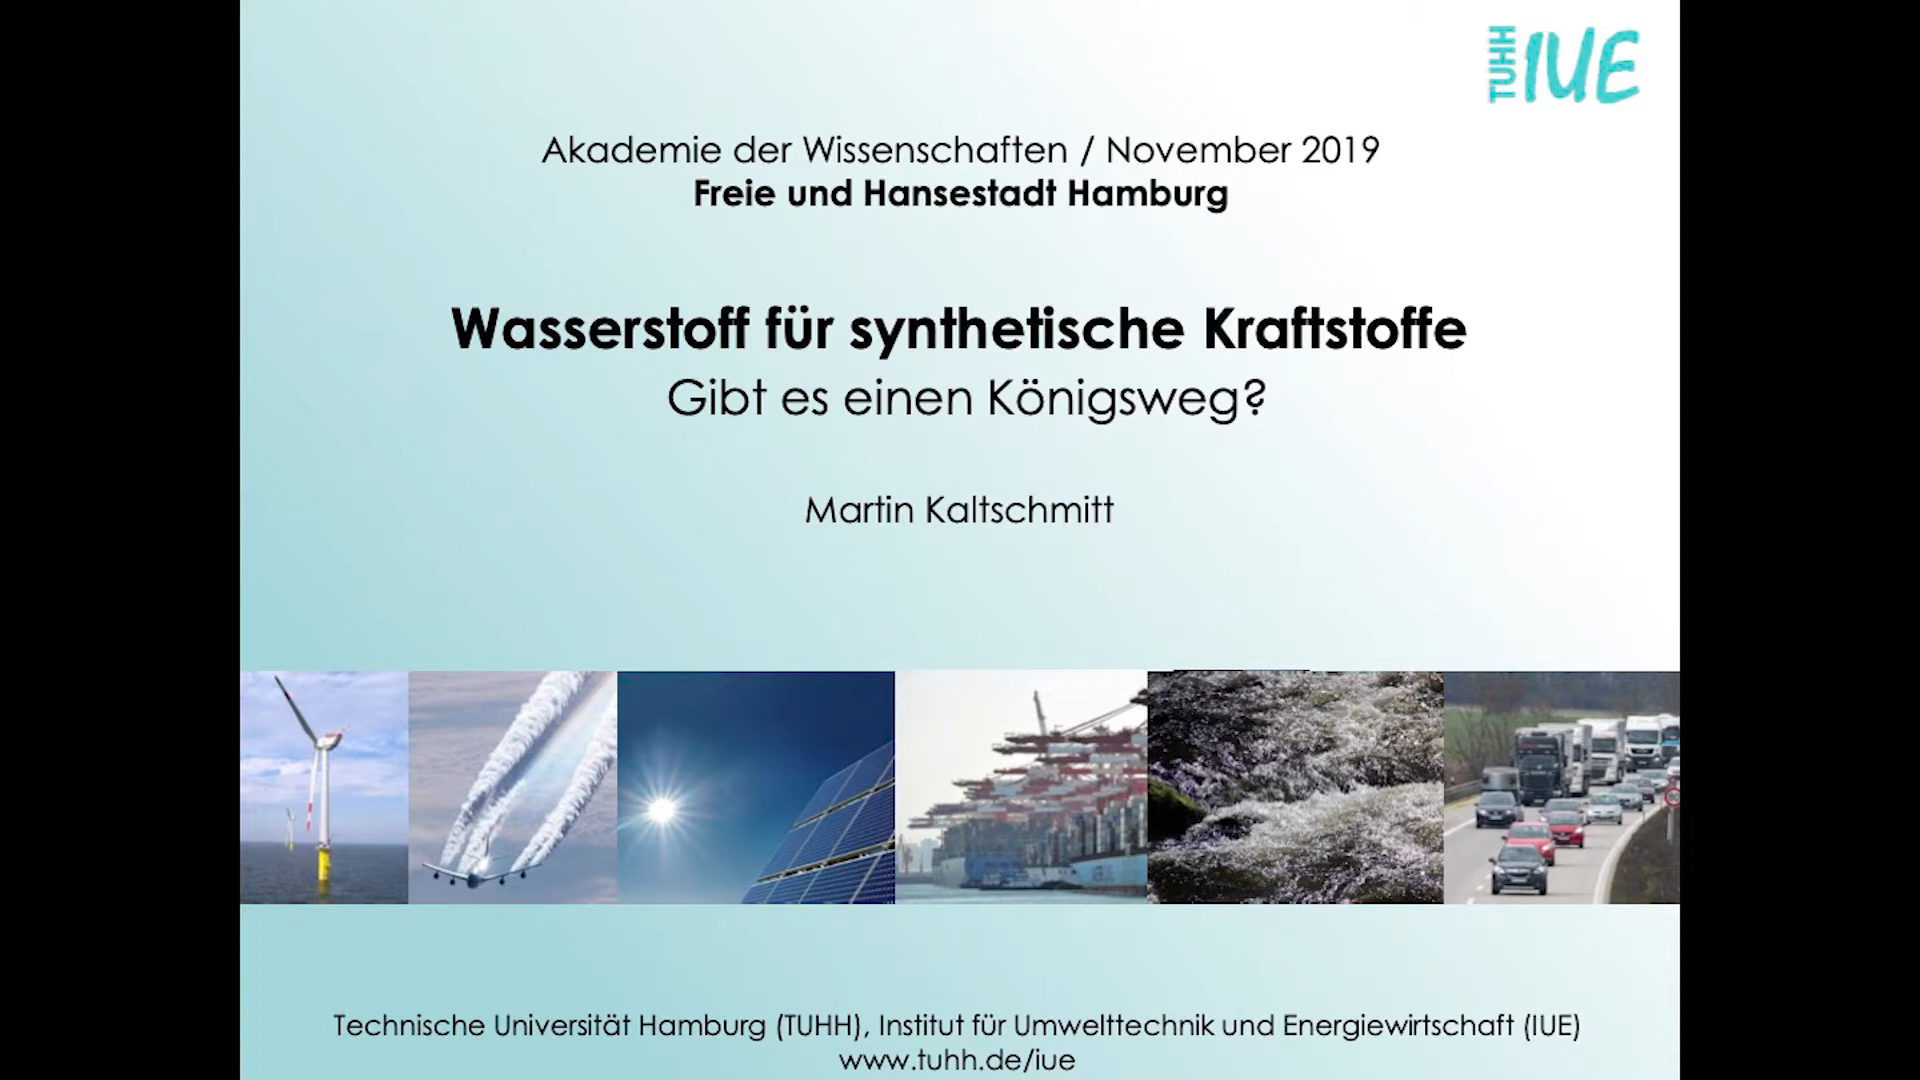 TUHH IUE
Akademie der Wissenschaften / November 2019
Freie und Hansestadt Hamburg
Wasserstoff für synthetische Kraftstoffe
Gibt es einen Königsweg?
Martin Kaltschmitt
Technische Universität Hamburg (TUHH), Institut für Umwelttechnik und Energiewirtschaft (IUE)
www.tuhh.de/iue